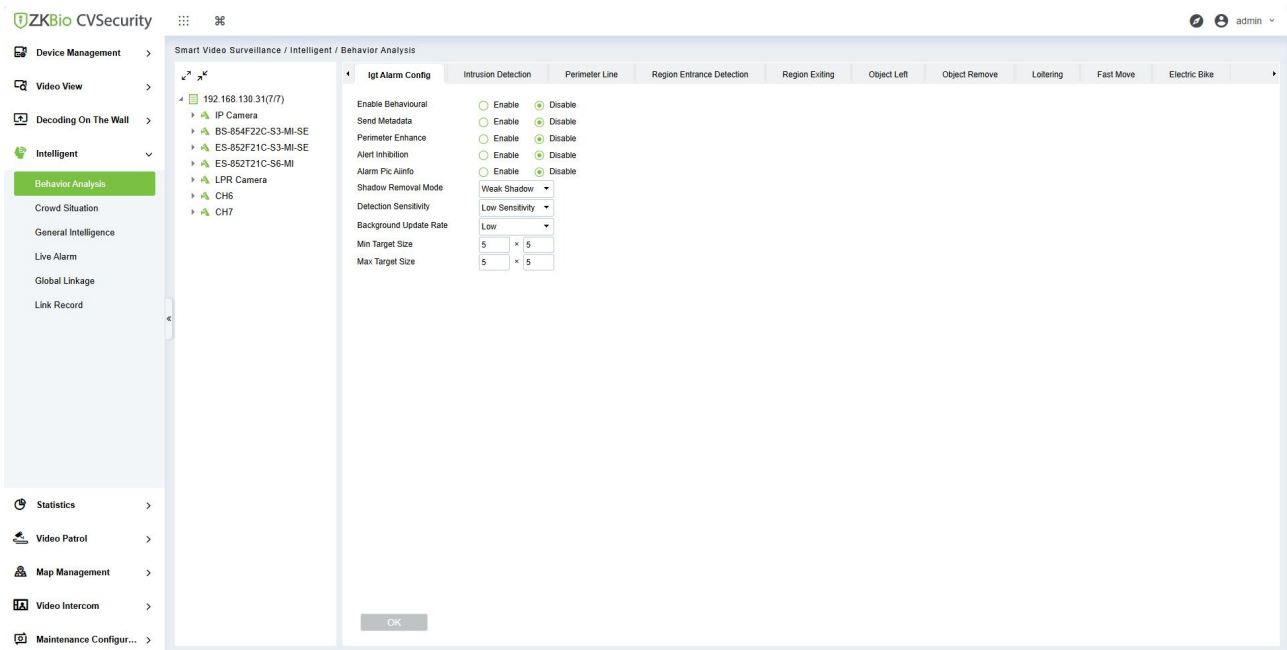 ZKBio CVSecurity
admin
Device Management
Video View
Decoding On The Wall
Intelligent
Behavior Analysis
Crowd Situation
General Intelligence
Live Alarm
Global Linkage
Link Record
Statistics
Video Patrol
Map Management
Video Intercom
Maintenance Configur...
Smart Video Surveillance / Intelligent / Behavior Analysis
192.168.130.31(7/7)
IP Camera
BS-854F22C-S3-MI-SE
ES-852F21C-S3-MI-SE
ES-852T21C-S6-MI
LPR Camera
CH6
CH7
Igt Alarm Config Intrusion Detection Perimeter Line Region Entrance Detection Region Exiting Object Left Object Remove Loitering Fast Move Electric Bike
Enable Behavioural Enable Disable
Send Metadata Enable Disable
Perimeter Enhance Enable Disable
Alert Inhibition Enable Disable
Alarm Pic Aiinfo Enable Disable
Shadow Removal Mode Weak Shadow
Detection Sensitivity Low Sensitivity
Background Update Rate Low
Min Target Size 5 × 5
Max Target Size 5 × 5
OK